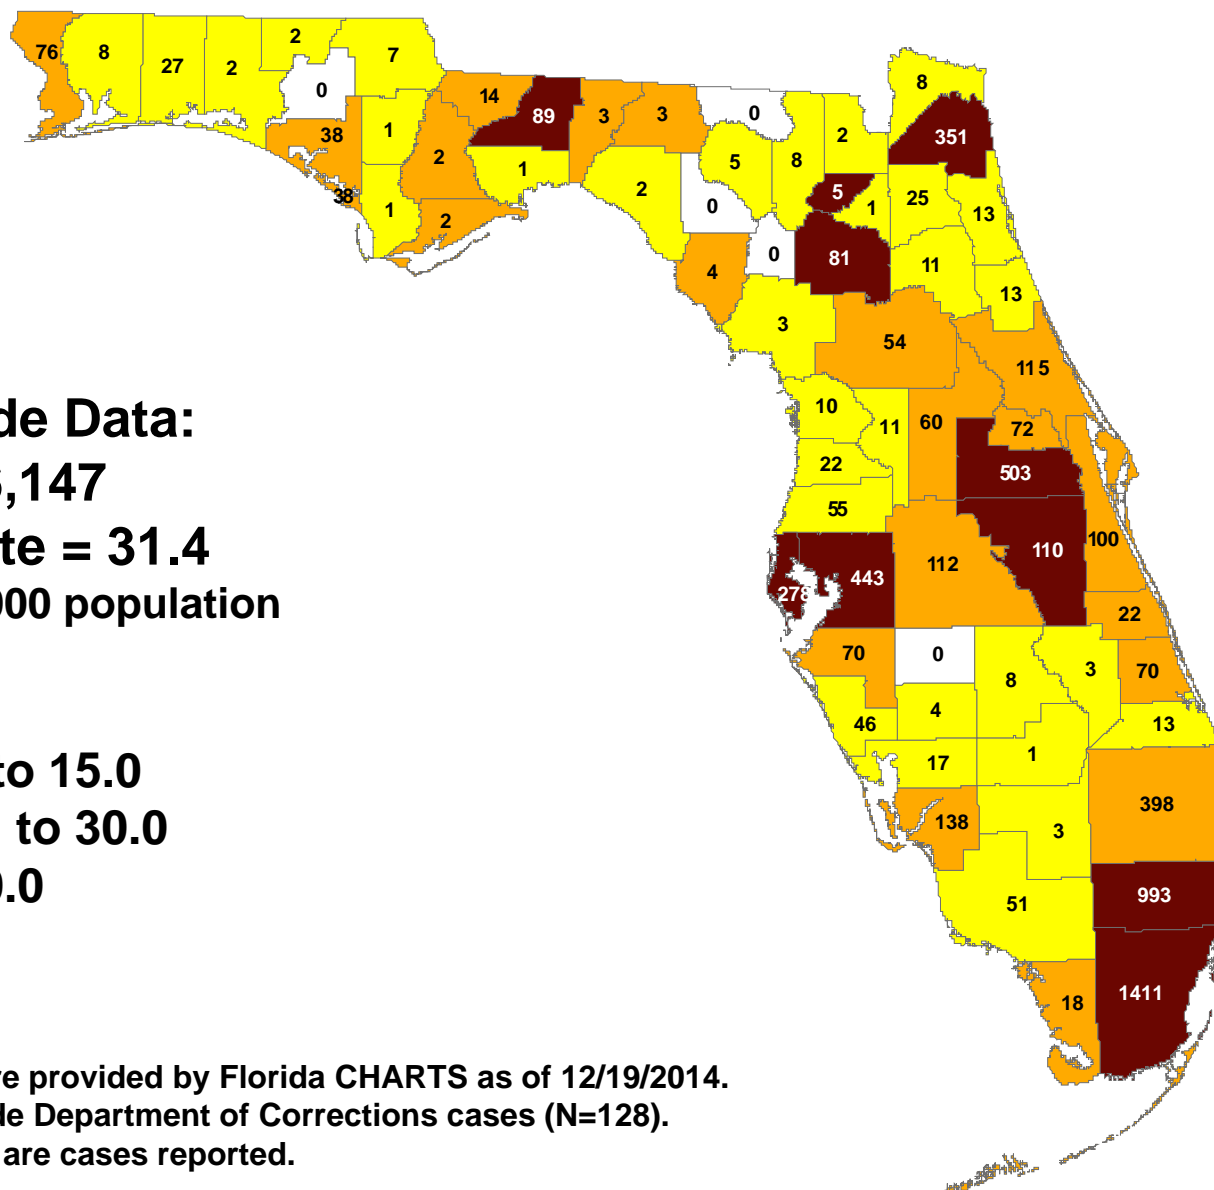 76 8 27 2 2 7
0
14 89 3 3 0 8
38 1 351
2 2
1 5 8
38 1 2 2 0 5 1 25 13
2
4 0 81 11
13
3 54
115
10 11 60 72
22 503
55
110 100
278 443 112
22
70 0 8 3 70
46 4 13
17 1
138 3 398
51 993
18 1411
de Data:
,147
te = 31.4
000 population
to 15.0
to 30.0
.0
ve provided by Florida CHARTS as of 12/19/2014.
de Department of Corrections cases (N=128).
are cases reported.